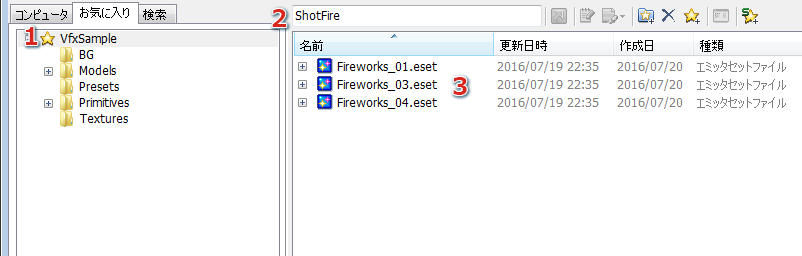 コンピュータ お気に入り 検索
1 VfxSample
BG
Models
Presets
Primitives
Textures
2 ShotFire
名前 更新日時 作成日 種類
Fireworks_01.eset 2016/07/19 22:35 2016/07/20 エミッタセットファイル
Fireworks_03.eset 3 2016/07/19 22:35 2016/07/20 エミッタセットファイル
Fireworks_04.eset 2016/07/19 22:35 2016/07/20 エミッタセットファイル